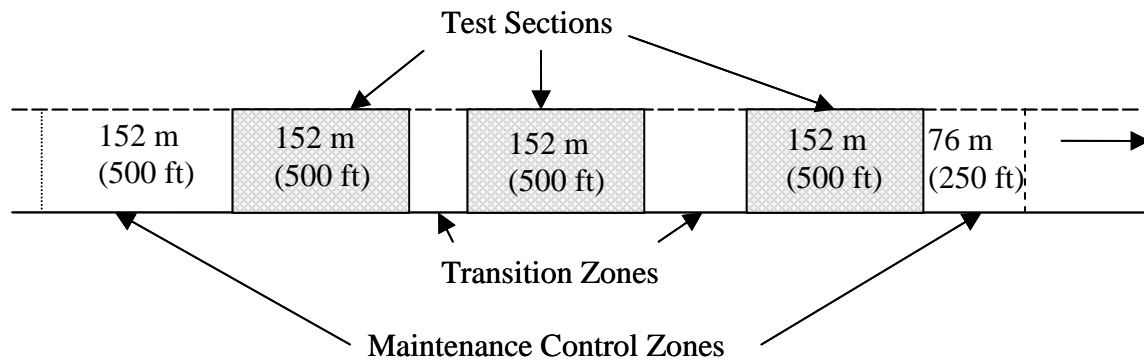 Test Sections
152 m
(500 ft)
152 m
(500 ft)
152 m
(500 ft)
152 m
(500 ft)
76 m
(250 ft)
Transition Zones
Maintenance Control Zones